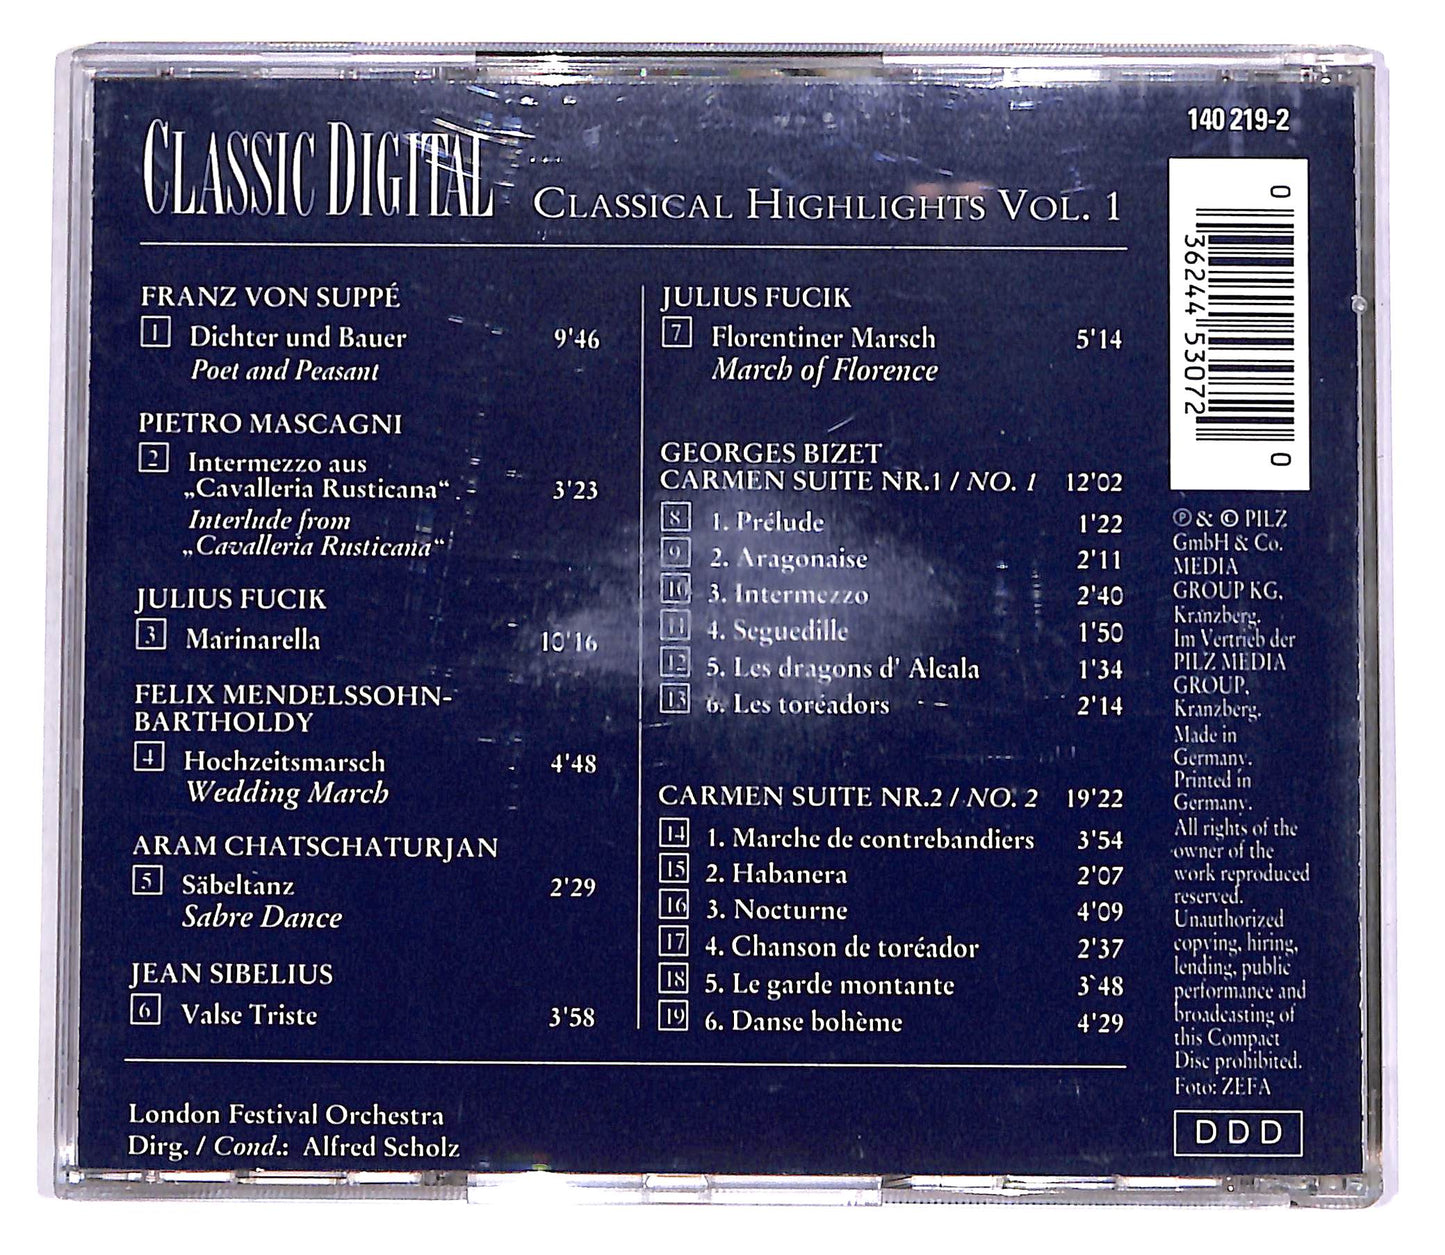 CLASSIC DIGITAL
CLASSICAL HIGHLIGHTS VOL. 1
FRANZ VON SUPPÉ
1 Dichter und Bauer 9'46
Poet and Peasant
PIETRO MASCAGNI
2 Intermezzo aus
„Cavalleria Rusticana“ 3'23
Interlude from
„Cavalleria Rusticana“
JULIUS FUCIK
3 Marinarella 10'16
FELIX MENDELSSOHN-
BARTHOLDY
4 Hochzeitsmarsch 4'48
Wedding March
ARAM CHATSCHATURJAN
5 Säbeltanz 2'29
Sabre Dance
JEAN SIBELIUS
6 Valse Triste 3'58
JULIUS FUCIK
7 Florentiner Marsch 5'14
March of Florence
GEORGES BIZET
CARMEN SUITE NR.1 / NO. 1 12'02
8 1. Prélude 1'22
9 2. Aragonaise 2'11
10 3. Intermezzo 2'40
11 4. Seguedille 1'50
12 5. Les dragons d' Alcala 1'34
13 6. Les toréadors 2'14
CARMEN SUITE NR.2 / NO. 2 19'22
14 1. Marche de contrebandiers 3'54
15 2. Habanera 2'07
16 3. Nocturne 4'09
17 4. Chanson de toréador 2'37
18 5. Le garde montante 3'48
19 6. Danse bohème 4'29
London Festival Orchestra
Dirg. / Cond.: Alfred Scholz
140 219-2
0 36244 53072 0
℗ & © PILZ
GmbH & Co.
MEDIA
GROUP KG,
Kranzberg.
Im Vertrieb der
PILZ MEDIA
GROUP,
Kranzberg.
Made in
Germany.
Printed in
Germany.
All rights of the
owner of the
work reproduced
reserved.
Unauthorized
copying, hiring,
lending, public
performance and
broadcasting of
this Compact
Disc prohibited.
Foto: ZEFA
DDD